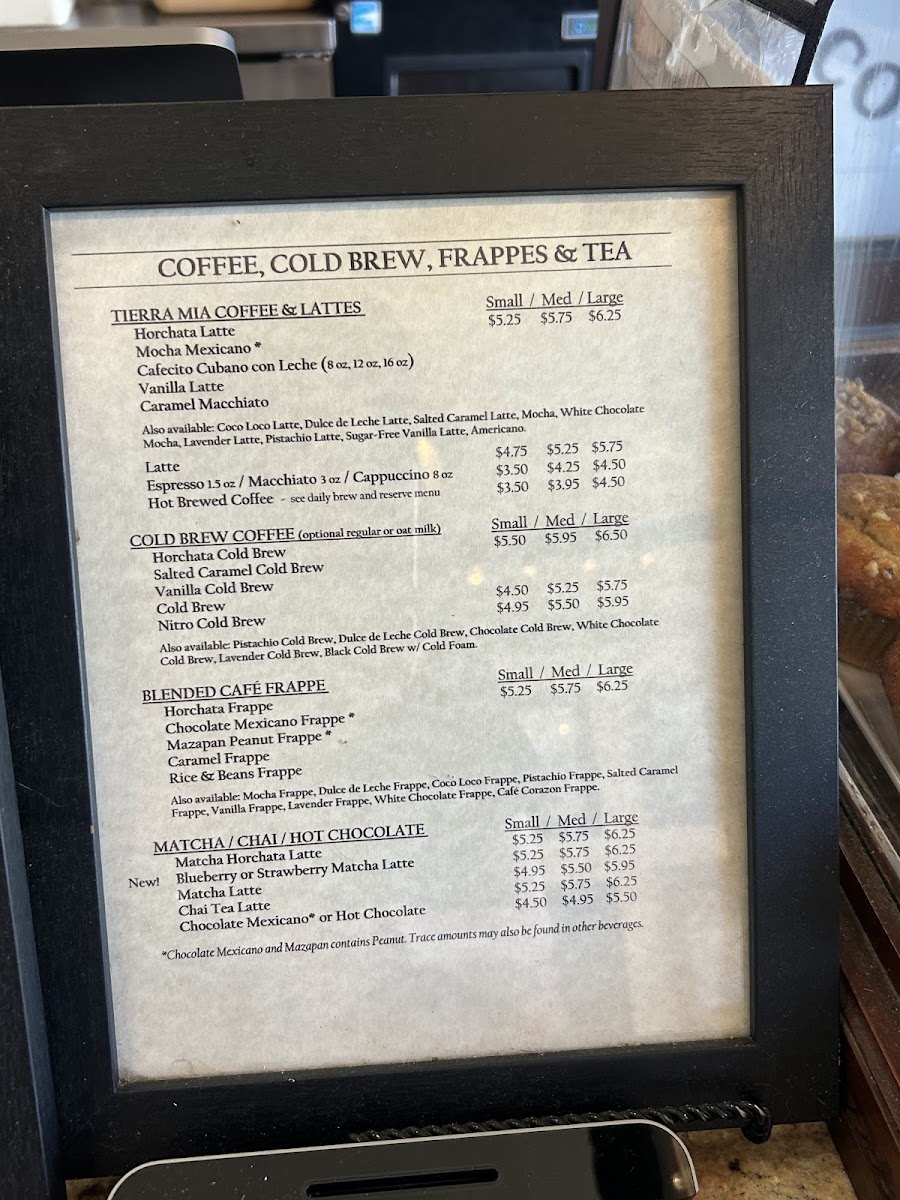 Co
COFFEE, COLD BREW, FRAPPES & TEA
TIERRA MIA COFFEE & LATTES Small / Med / Large
Horchata Latte $5.25 $5.75 $6.25
Mocha Mexicano *
Cafecito Cubano con Leche (8 oz, 12 oz, 16 oz)
Vanilla Latte
Caramel Macchiato
Also available: Coco Loco Latte, Dulce de Leche Latte, Salted Caramel Latte, Mocha, White Chocolate
Mocha, Lavender Latte, Pistachio Latte, Sugar-Free Vanilla Latte, Americano.
Latte $4.75 $5.25 $5.75
Espresso 1.5 oz / Macchiato 3 oz / Cappuccino 8 oz $3.50 $4.25 $4.50
Hot Brewed Coffee - see daily brew and reserve menu $3.50 $3.95 $4.50
COLD BREW COFFEE (optional regular or oat milk) Small / Med / Large
Horchata Cold Brew $5.50 $5.95 $6.50
Salted Caramel Cold Brew
Vanilla Cold Brew
Cold Brew $4.50 $5.25 $5.75
Nitro Cold Brew $4.95 $5.50 $5.95
Also available: Pistachio Cold Brew, Dulce de Leche Cold Brew, Chocolate Cold Brew, White Chocolate
Cold Brew, Lavender Cold Brew, Black Cold Brew w/ Cold Foam.
BLENDED CAFÉ FRAPPE Small / Med / Large
Horchata Frappe $5.25 $5.75 $6.25
Chocolate Mexicano Frappe *
Mazapan Peanut Frappe *
Caramel Frappe
Rice & Beans Frappe
Also available: Mocha Frappe, Dulce de Leche Frappe, Coco Loco Frappe, Pistachio Frappe, Salted Caramel
Frappe, Vanilla Frappe, Lavender Frappe, White Chocolate Frappe, Café Corazon Frappe.
MATCHA / CHAI / HOT CHOCOLATE Small / Med / Large
Matcha Horchata Latte $5.25 $5.75 $6.25
New! Blueberry or Strawberry Matcha Latte $5.25 $5.75 $6.25
Matcha Latte $4.95 $5.50 $5.95
Chai Tea Latte $5.25 $5.75 $6.25
Chocolate Mexicano* or Hot Chocolate $4.50 $4.95 $5.50
*Chocolate Mexicano and Mazapan contains Peanut. Trace amounts may also be found in other beverages.